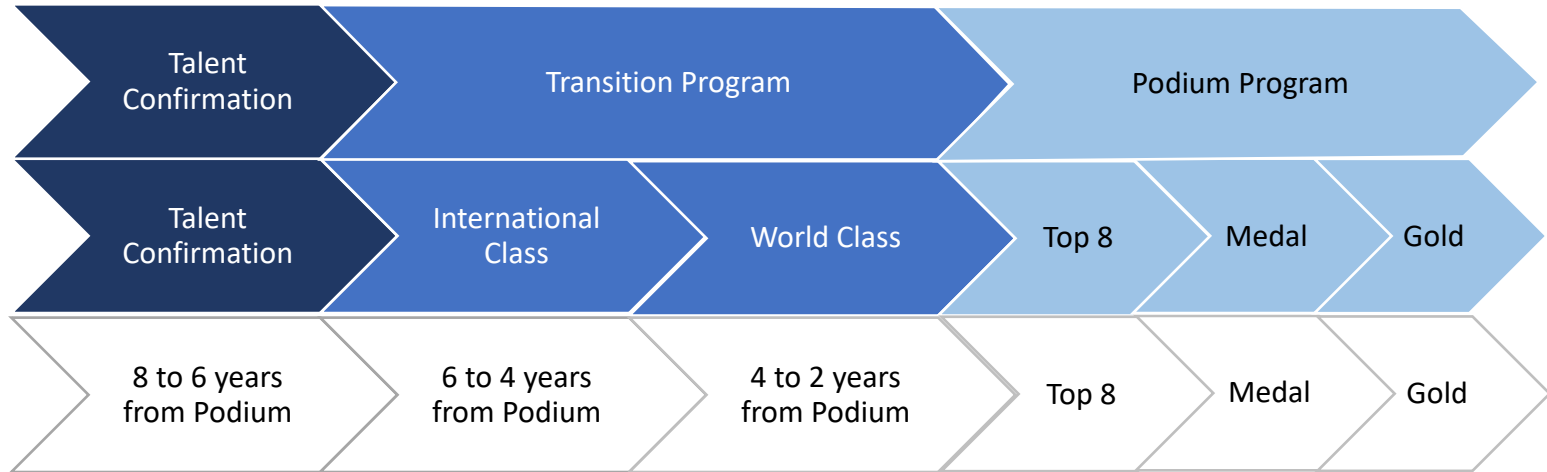 Talent
Confirmation
Transition Program
Podium Program
Talent
Confirmation
International
Class
World Class
Top 8
Medal
Gold
8 to 6 years
from Podium
6 to 4 years
from Podium
4 to 2 years
from Podium
Top 8
Medal
Gold